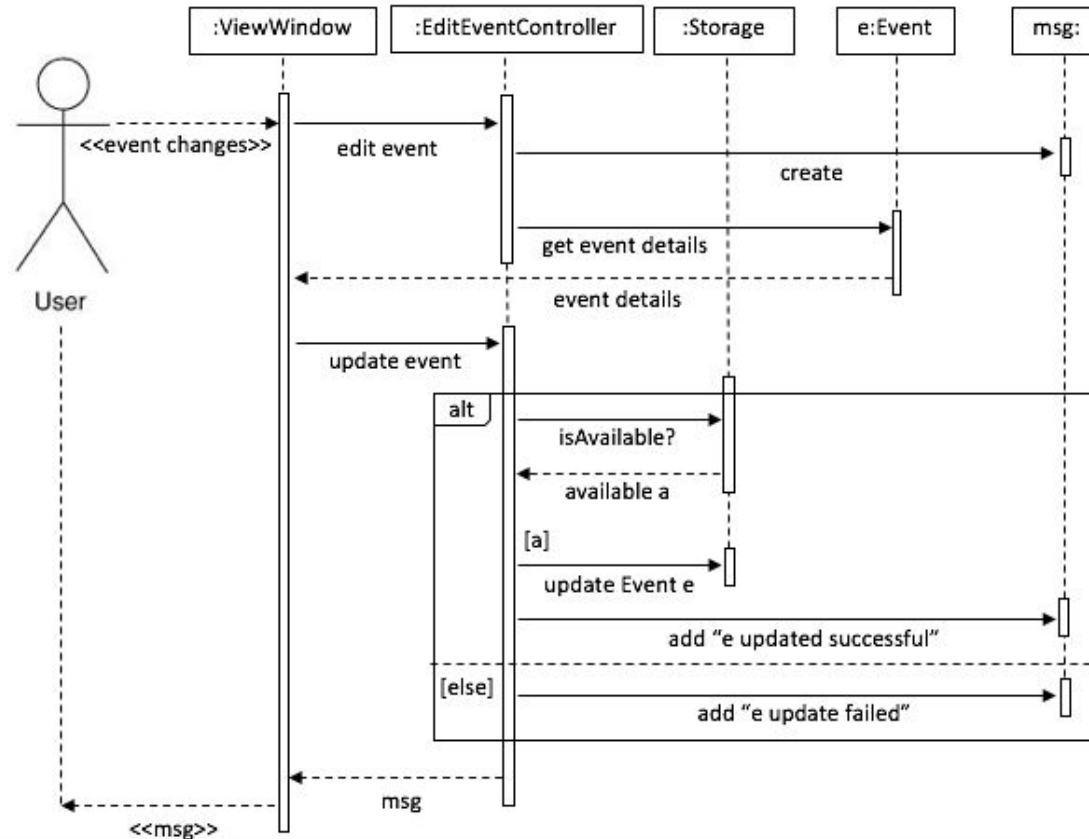 :ViewWindow
:EditEventController
:Storage
e:Event
msg:
<<event changes>>
edit event
create
get event details
event details
User
update event
alt
isAvailable?
available a
[a]
update Event e
add “e updated successful”
[else]
add “e update failed”
msg
<<msg>>